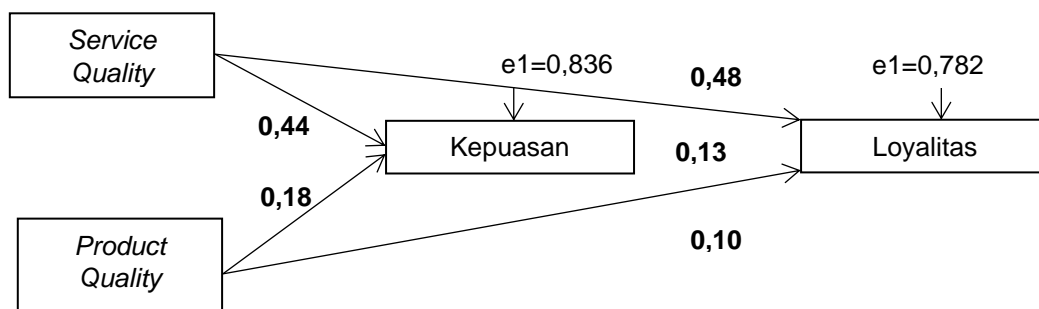 Service
Quality
e1=0,836
0,48
e1=0,782
0,44
Kepuasan
0,13
Loyalitas
0,18
Product
Quality
0,10